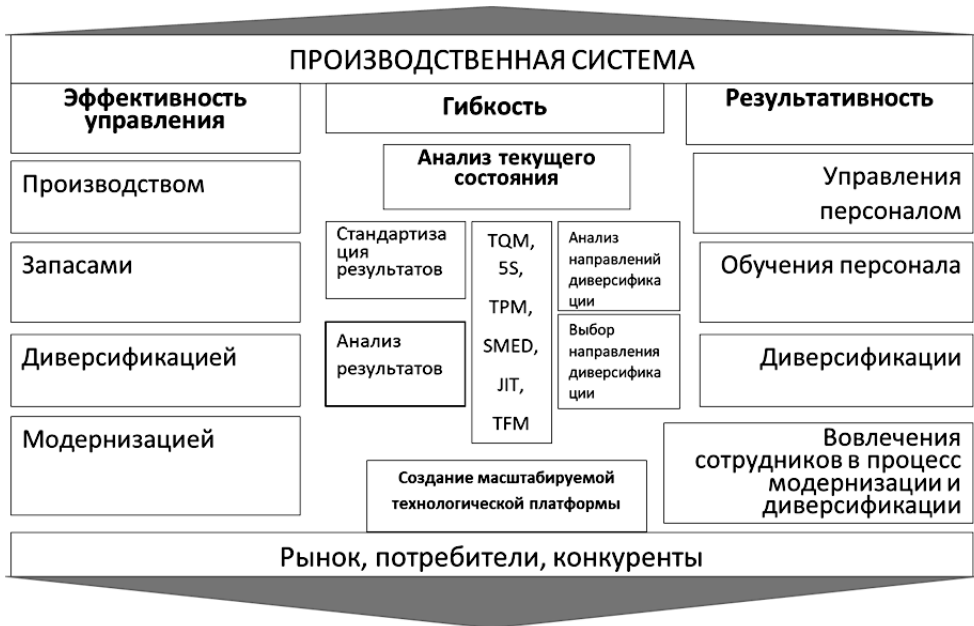 ПРОИЗВОДСТВЕННАЯ СИСТЕМА
Эффективность
управления
Гибкость
Результативность
Производством
Запасами
Диверсификацией
Модернизацией
Анализ текущего
состояния
Стандартиза
ция
результатов
Анализ
результатов
TQM,
5S,
TPM,
SMED,
JIT,
TFM
Анализ
направлений
диверсифика
ции
Выбор
направления
диверсифика
ции
Создание масштабируемой
технологической платформы
Управления
персоналом
Обучения персонала
Диверсификации
Вовлечения
сотрудников в процесс
модернизации и
диверсификации
Рынок, потребители, конкуренты